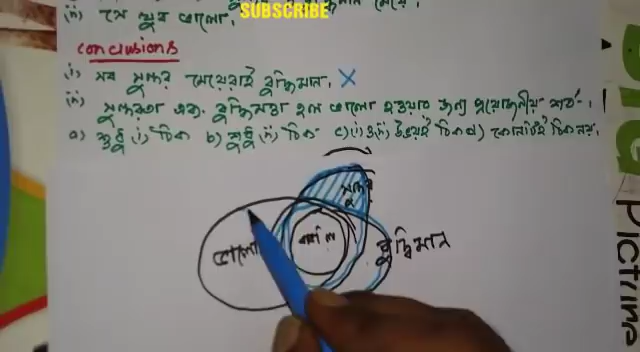 SUBSCRIBE
(ii) সে খুব ভালো.
Conclusions
(i) সব সুন্দর মেয়েরাই বুদ্ধিমান.
(ii) সুন্দরতা এবং বুদ্ধিমত্তা হল ভালো হওয়ার জন্য প্রয়োজনীয় শর্ত.
a) শুধু (i) ঠিক b) শুধু (ii) ঠিক c) (i) ও (ii) উভয়ই ঠিক d) কোনোটিই ঠিক নয়.
সুন্দর
ভালো
বুদ্ধিমান